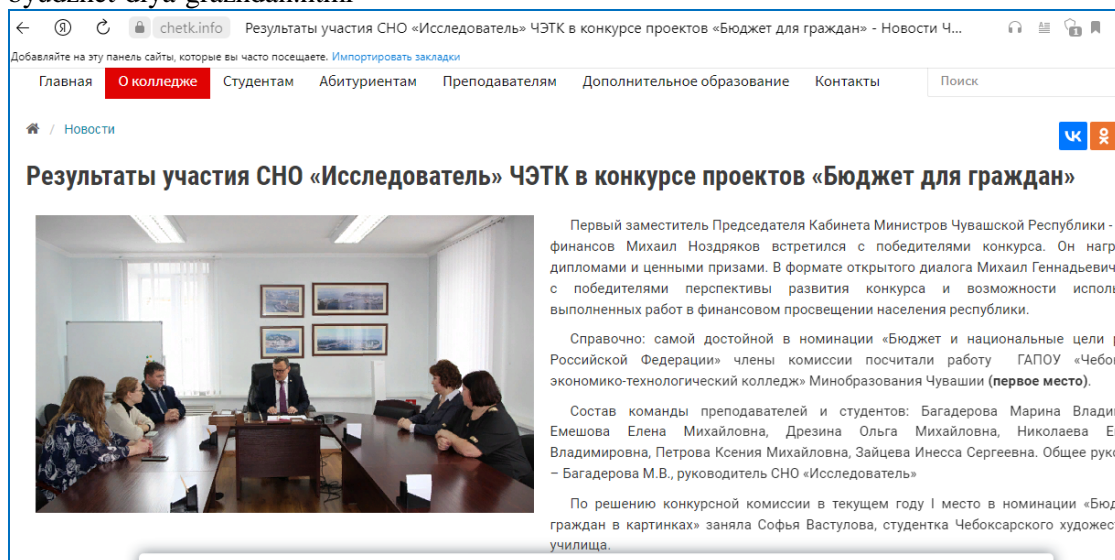 chetk.info Результаты участия СНО «Исследователь» ЧЭТК в конкурсе проектов «Бюджет для граждан» - Новости Ч...
Добавляйте на эту панель сайты, которые вы часто посещаете. Импортировать закладки
Главная О колледже Студентам Абитуриентам Преподавателям Дополнительное образование Контакты Поиск
/ Новости
Результаты участия СНО «Исследователь» ЧЭТК в конкурсе проектов «Бюджет для граждан»
Первый заместитель Председателя Кабинета Министров Чувашской Республики -
финансов Михаил Ноздряков встретился с победителями конкурса. Он нагр
дипломами и ценными призами. В формате открытого диалога Михаил Геннадьевич
с победителями перспективы развития конкурса и возможности исполь
выполненных работ в финансовом просвещении населения республики.
Справочно: самой достойной в номинации «Бюджет и национальные цели р
Российской Федерации» члены комиссии посчитали работу ГАПОУ «Чебок
экономико-технологический колледж» Минобразования Чувашии (первое место).
Состав команды преподавателей и студентов: Багадерова Марина Влади
Емешова Елена Михайловна, Дрезина Ольга Михайловна, Николаева Е
Владимировна, Петрова Ксения Михайловна, Зайцева Инесса Сергеевна. Общее руко
– Багадерова М.В., руководитель СНО «Исследователь»
По решению конкурсной комиссии в текущем году I место в номинации «Бюд
граждан в картинках» заняла Софья Вастулова, студентка Чебоксарского художес
училища.